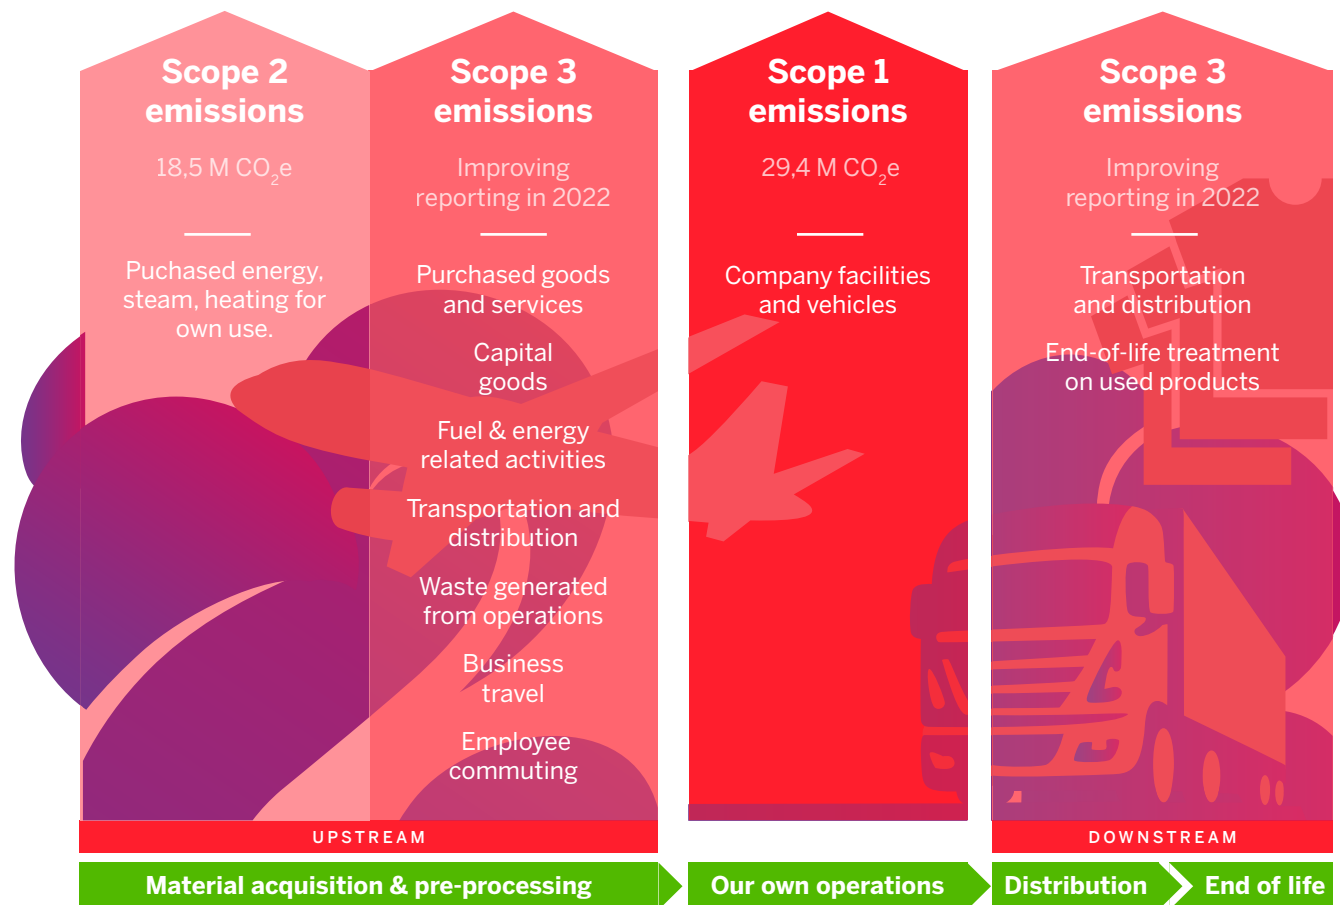 Scope 2
emissions
18,5 M CO₂e
Puchased energy,
steam, heating for
own use.
Scope 3
emissions
Improving
reporting in 2022
Purchased goods
and services
Capital
goods
Fuel & energy
related activities
Transportation and
distribution
Waste generated
from operations
Business
travel
Employee
commuting
UPSTREAM
Material acquisition & pre-processing
Scope 1
emissions
29,4 M CO₂e
Company facilities
and vehicles
Our own operations
Scope 3
emissions
Improving
reporting in 2022
Transportation
and distribution
End-of-life treatment
on used products
DOWNSTREAM
Distribution
End of life